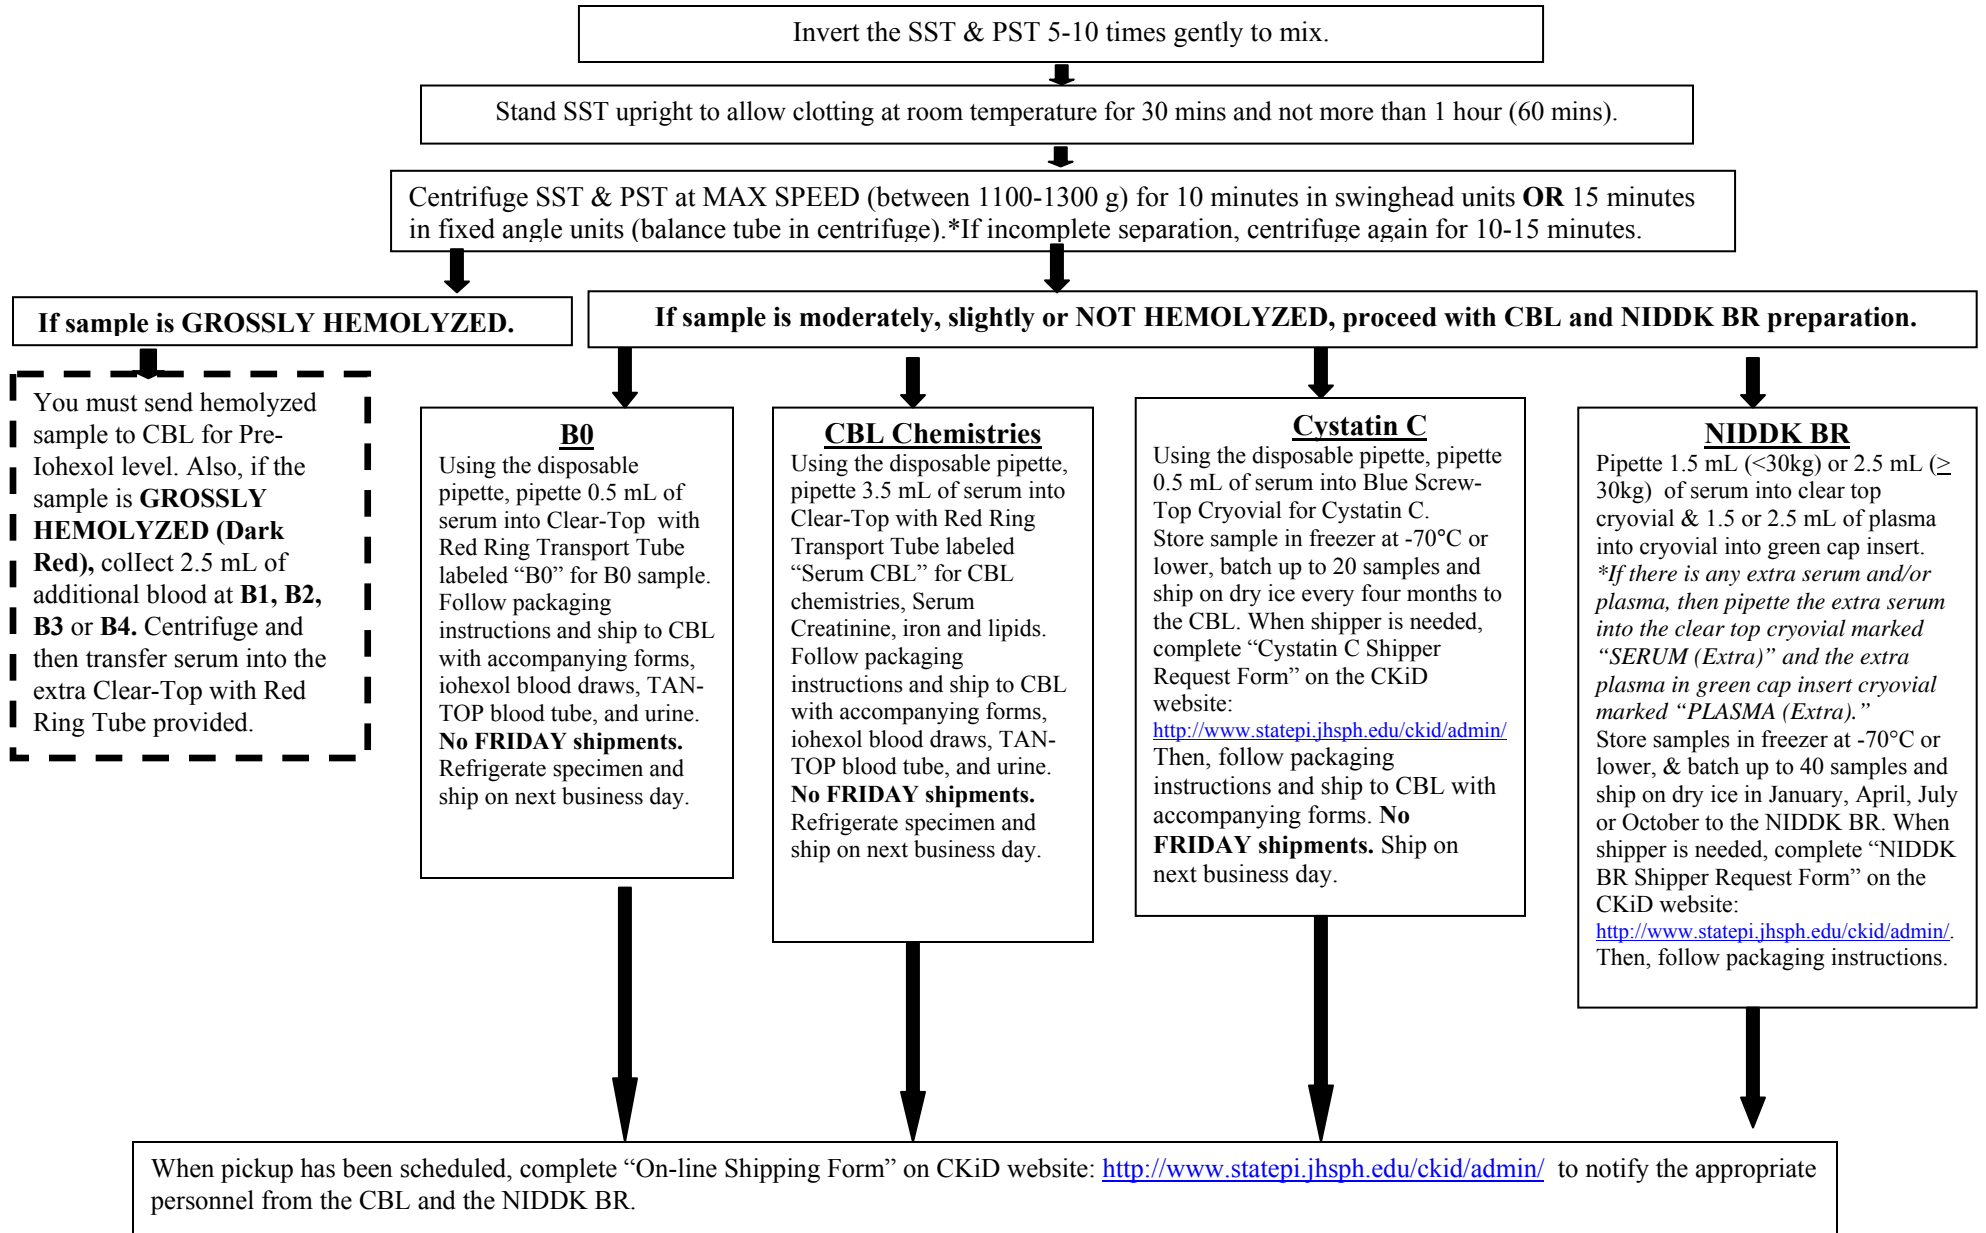 Invert the SST & PST 5-10 times gently to mix.
Stand SST upright to allow clotting at room temperature for 30 mins and not more than 1 hour (60 mins).
Centrifuge SST & PST at MAX SPEED (between 1100-1300 g) for 10 minutes in swinghead units OR 15 minutes
in fixed angle units (balance tube in centrifuge).*If incomplete separation, centrifuge again for 10-15 minutes.
If sample is GROSSLY HEMOLYZED.
If sample is moderately, slightly or NOT HEMOLYZED, proceed with CBL and NIDDK BR preparation.
You must send hemolyzed
sample to CBL for Pre-
Iohexol level. Also, if the
sample is GROSSLY
HEMOLYZED (Dark
Red), collect 2.5 mL of
additional blood at B1, B2,
B3 or B4. Centrifuge and
then transfer serum into the
extra Clear-Top with Red
Ring Tube provided.
B0
Using the disposable
pipette, pipette 0.5 mL of
serum into Clear-Top with
Red Ring Transport Tube
labeled “B0” for B0 sample.
Follow packaging
instructions and ship to CBL
with accompanying forms,
iohexol blood draws, TAN-
TOP blood tube, and urine.
No FRIDAY shipments.
Refrigerate specimen and
ship on next business day.
CBL Chemistries
Using the disposable pipette,
pipette 3.5 mL of serum into
Clear-Top with Red Ring
Transport Tube labeled
“Serum CBL” for CBL
chemistries, Serum
Creatinine, iron and lipids.
Follow packaging
instructions and ship to CBL
with accompanying forms,
iohexol blood draws, TAN-
TOP blood tube, and urine.
No FRIDAY shipments.
Refrigerate specimen and
ship on next business day.
Cystatin C
Using the disposable pipette, pipette
0.5 mL of serum into Blue Screw-
Top Cryovial for Cystatin C.
Store sample in freezer at -70°C or
lower, batch up to 20 samples and
ship on dry ice every four months to
the CBL. When shipper is needed,
complete “Cystatin C Shipper
Request Form” on the CKiD
website:
http://www.statepi.jhsph.edu/ckid/admin/
Then, follow packaging
instructions and ship to CBL with
accompanying forms. No
FRIDAY shipments. Ship on
next business day.
NIDDK BR
Pipette 1.5 mL (<30kg) or 2.5 mL (≥
30kg) of serum into clear top
cryovial & 1.5 or 2.5 mL of plasma
into cryovial into green cap insert.
*If there is any extra serum and/or
plasma, then pipette the extra serum
into the clear top cryovial marked
“SERUM (Extra)” and the extra
plasma in green cap insert cryovial
marked “PLASMA (Extra).”
Store samples in freezer at -70°C or
lower, & batch up to 40 samples and
ship on dry ice in January, April, July
or October to the NIDDK BR. When
shipper is needed, complete “NIDDK
BR Shipper Request Form” on the
CKiD website:
http://www.statepi.jhsph.edu/ckid/admin/.
Then, follow packaging instructions.
When pickup has been scheduled, complete “On-line Shipping Form” on CKiD website: http://www.statepi.jhsph.edu/ckid/admin/ to notify the appropriate
personnel from the CBL and the NIDDK BR.